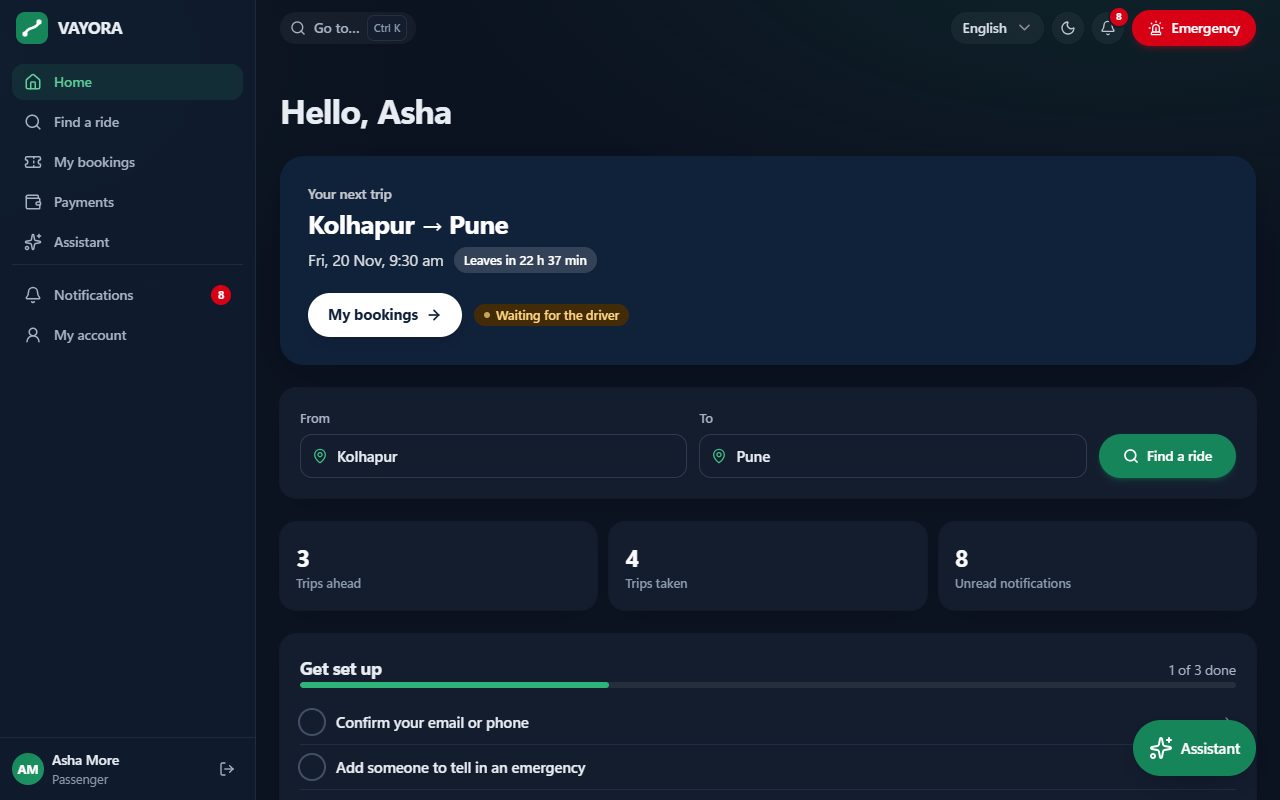 VAYORA
Go to... Ctrl K
English
8
Emergency
Home
Find a ride
My bookings
Payments
Assistant
Notifications 8
My account
Hello, Asha
Your next trip
Kolhapur → Pune
Fri, 20 Nov, 9:30 am Leaves in 22 h 37 min
My bookings → Waiting for the driver
From To
Kolhapur Pune Find a ride
3 4 8
Trips ahead Trips taken Unread notifications
Get set up 1 of 3 done
Confirm your email or phone
Add someone to tell in an emergency
Assistant
AM Asha More
Passenger